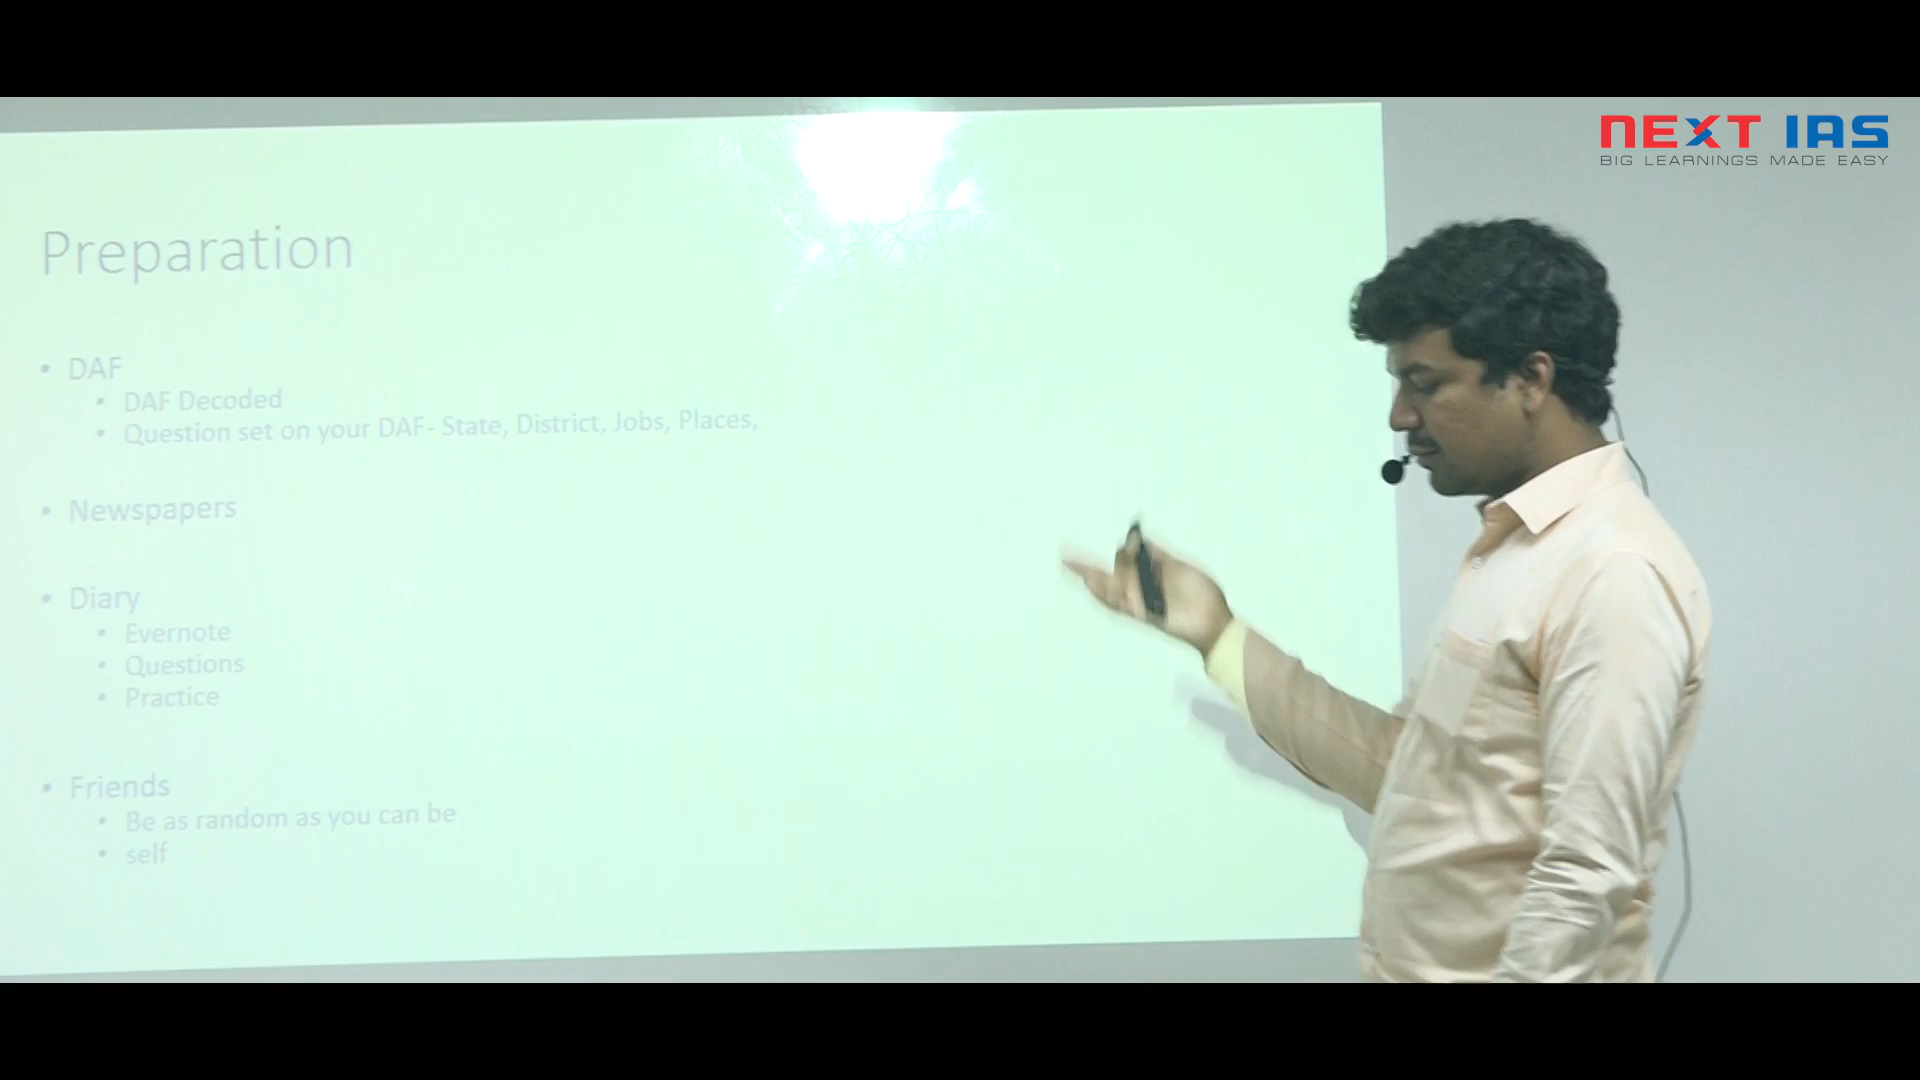 NEXT IAS
BIG LEARNINGS MADE EASY
Preparation
• DAF
• DAF Decoded
• Question set on your DAF- State, District, Jobs, Places,
• Newspapers
• Diary
• Evernote
• Questions
• Practice
• Friends
• Be as random as you can be
• self